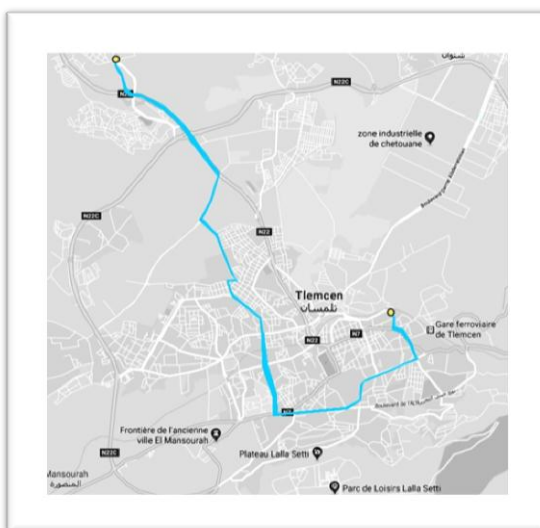 شتوان
N22C
zone industrielle
de chetouane
N22C
N22
Tlemcen
تلمسان
Gare ferroviaire
de Tlemcen
N22
N7
Frontière de l'ancienne
ville El Mansourah
N22C
Plateau Lalla Setti
Mansourah
المنصورة
Parc de Loisirs Lalla Setti